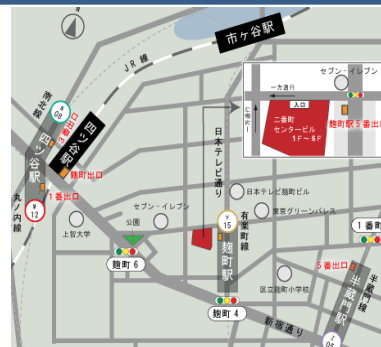 N
市ヶ谷駅
JR線
南北線
N
08
3番出口
四ツ谷駅
四ツ谷駅
麹町出口
1番出口
丸ノ内線
M
12
上智大学
セブン-イレブン
公園
麹町6
日本テレビ通り
日本テレビ麹町ビル
東京グリーンパレス
Y
15
有楽町線
麹町駅
麹町4
区立麹町小学校
新宿通り
1番
5番出口
半蔵門駅
半蔵門線
Z
05
セブン-イレブン
一方通行
入口
二番町
センタービル
1F〜6F
麹町駅5番出口